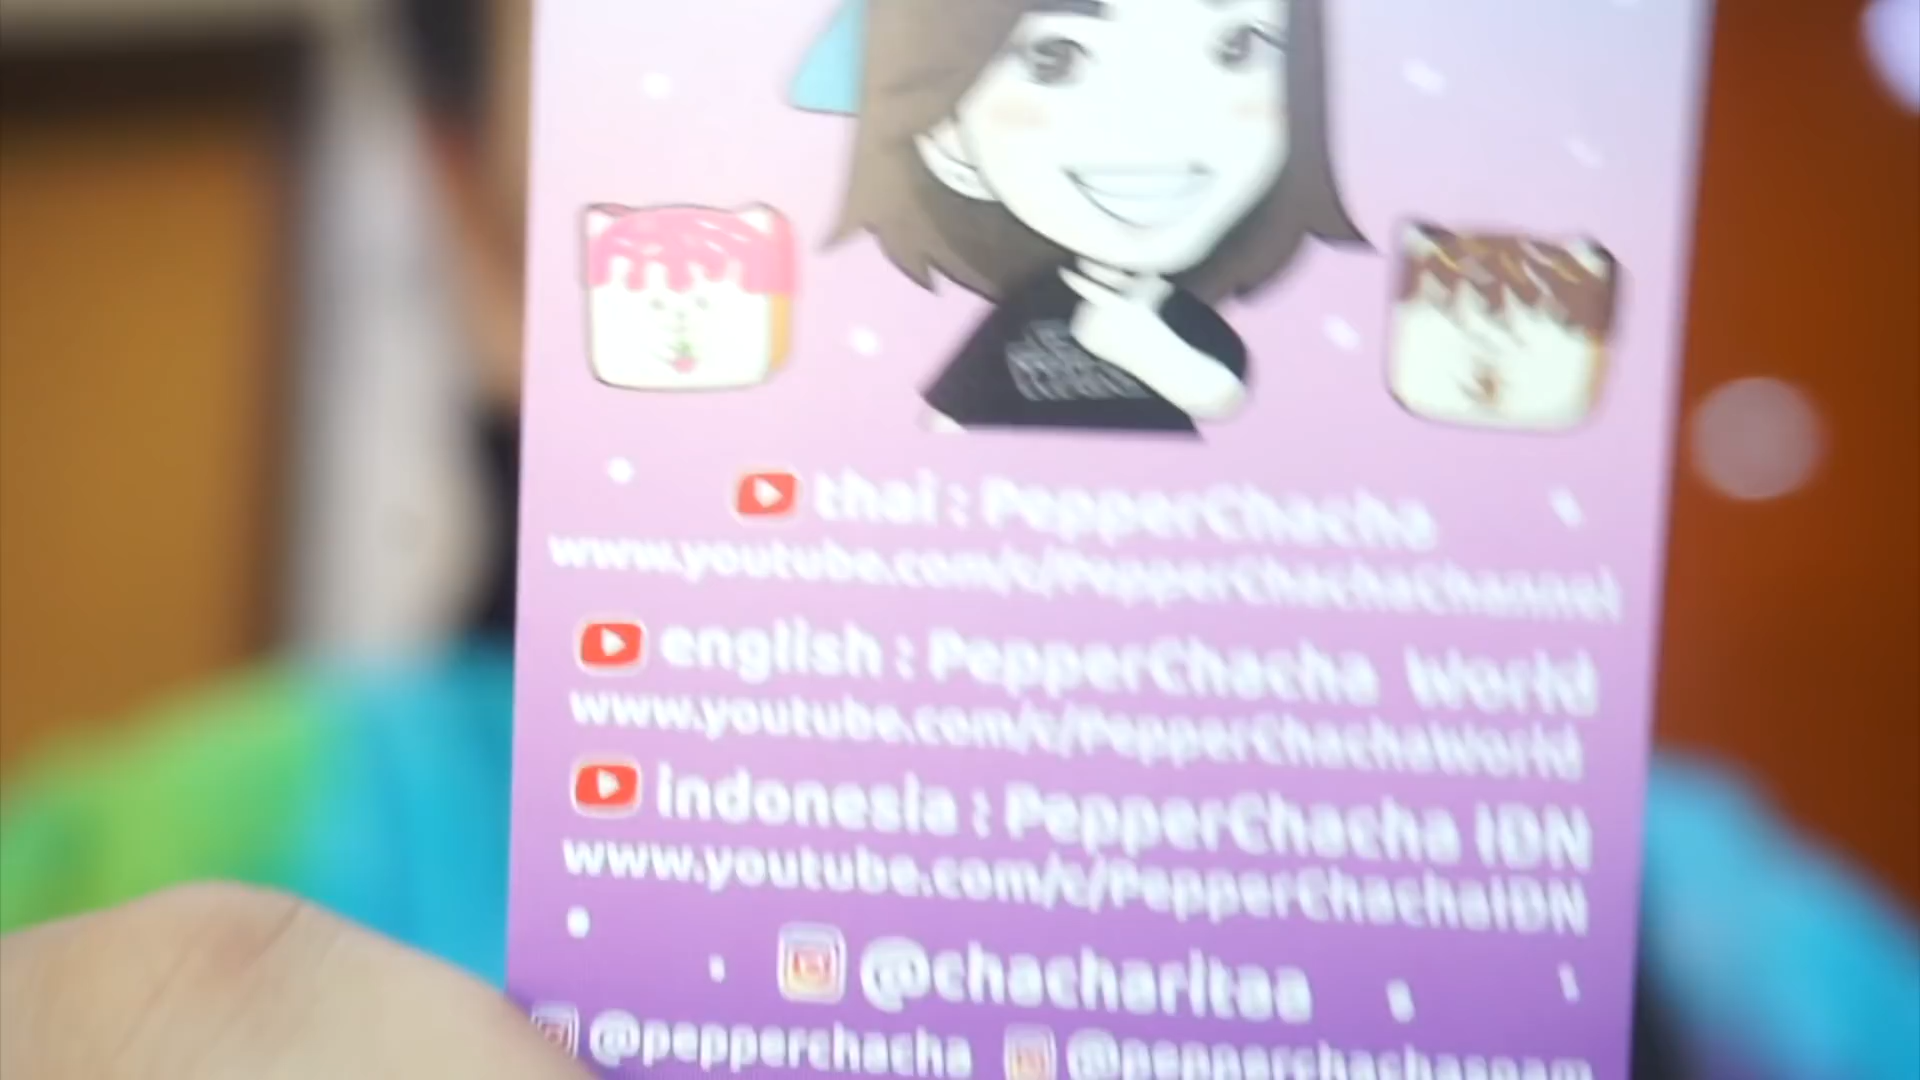 thai : PepperChacha
www.youtube.com/c/PepperChachaChannel
english : PepperChacha World
www.youtube.com/c/PepperChachaWorld
indonesia : PepperChacha IDN
www.youtube.com/c/PepperChachaIDN
@chacharitaa
@pepperchacha @pepperchachaspam